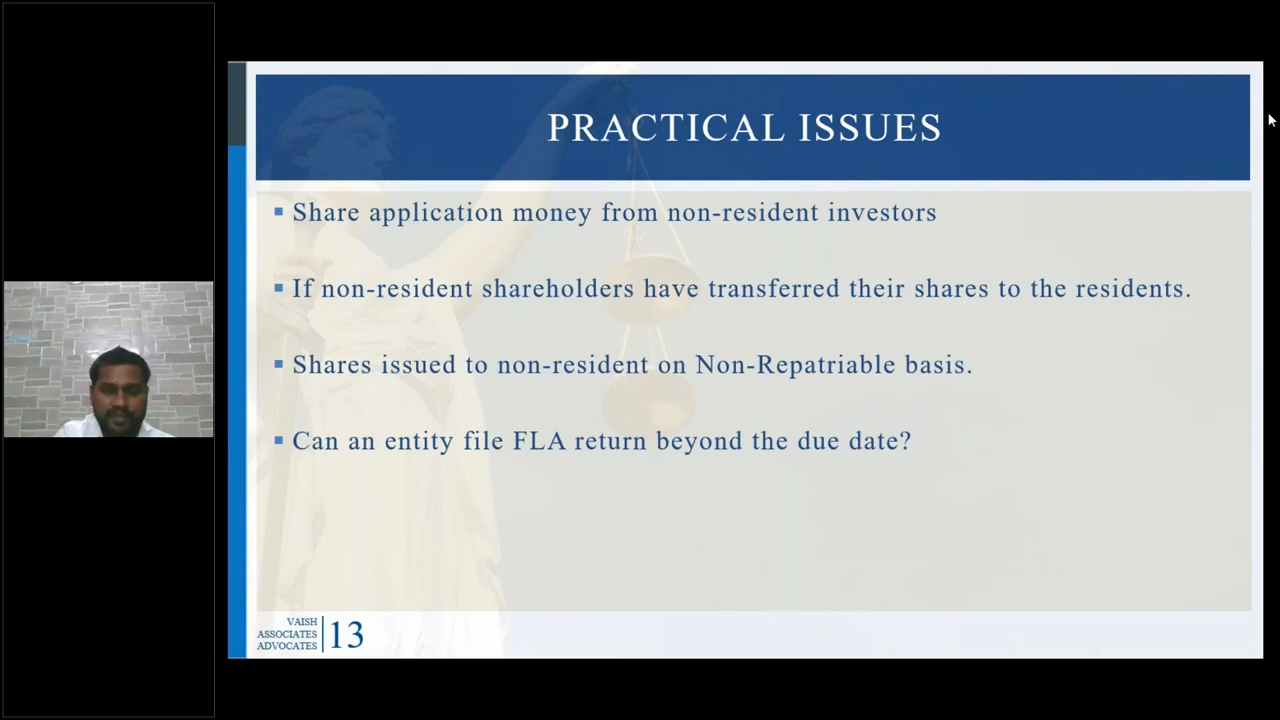 PRACTICAL ISSUES
Share application money from non-resident investors
If non-resident shareholders have transferred their shares to the residents.
Shares issued to non-resident on Non-Repatriable basis.
Can an entity file FLA return beyond the due date?
VAISH
ASSOCIATES
ADVOCATES
13